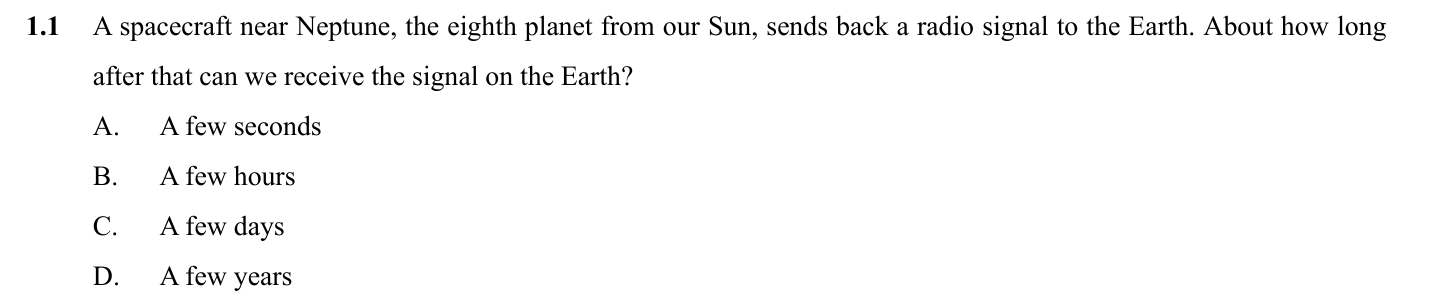 1.1 A spacecraft near Neptune, the eighth planet from our Sun, sends back a radio signal to the Earth. About how long
after that can we receive the signal on the Earth?
A. A few seconds
B. A few hours
C. A few days
D. A few years